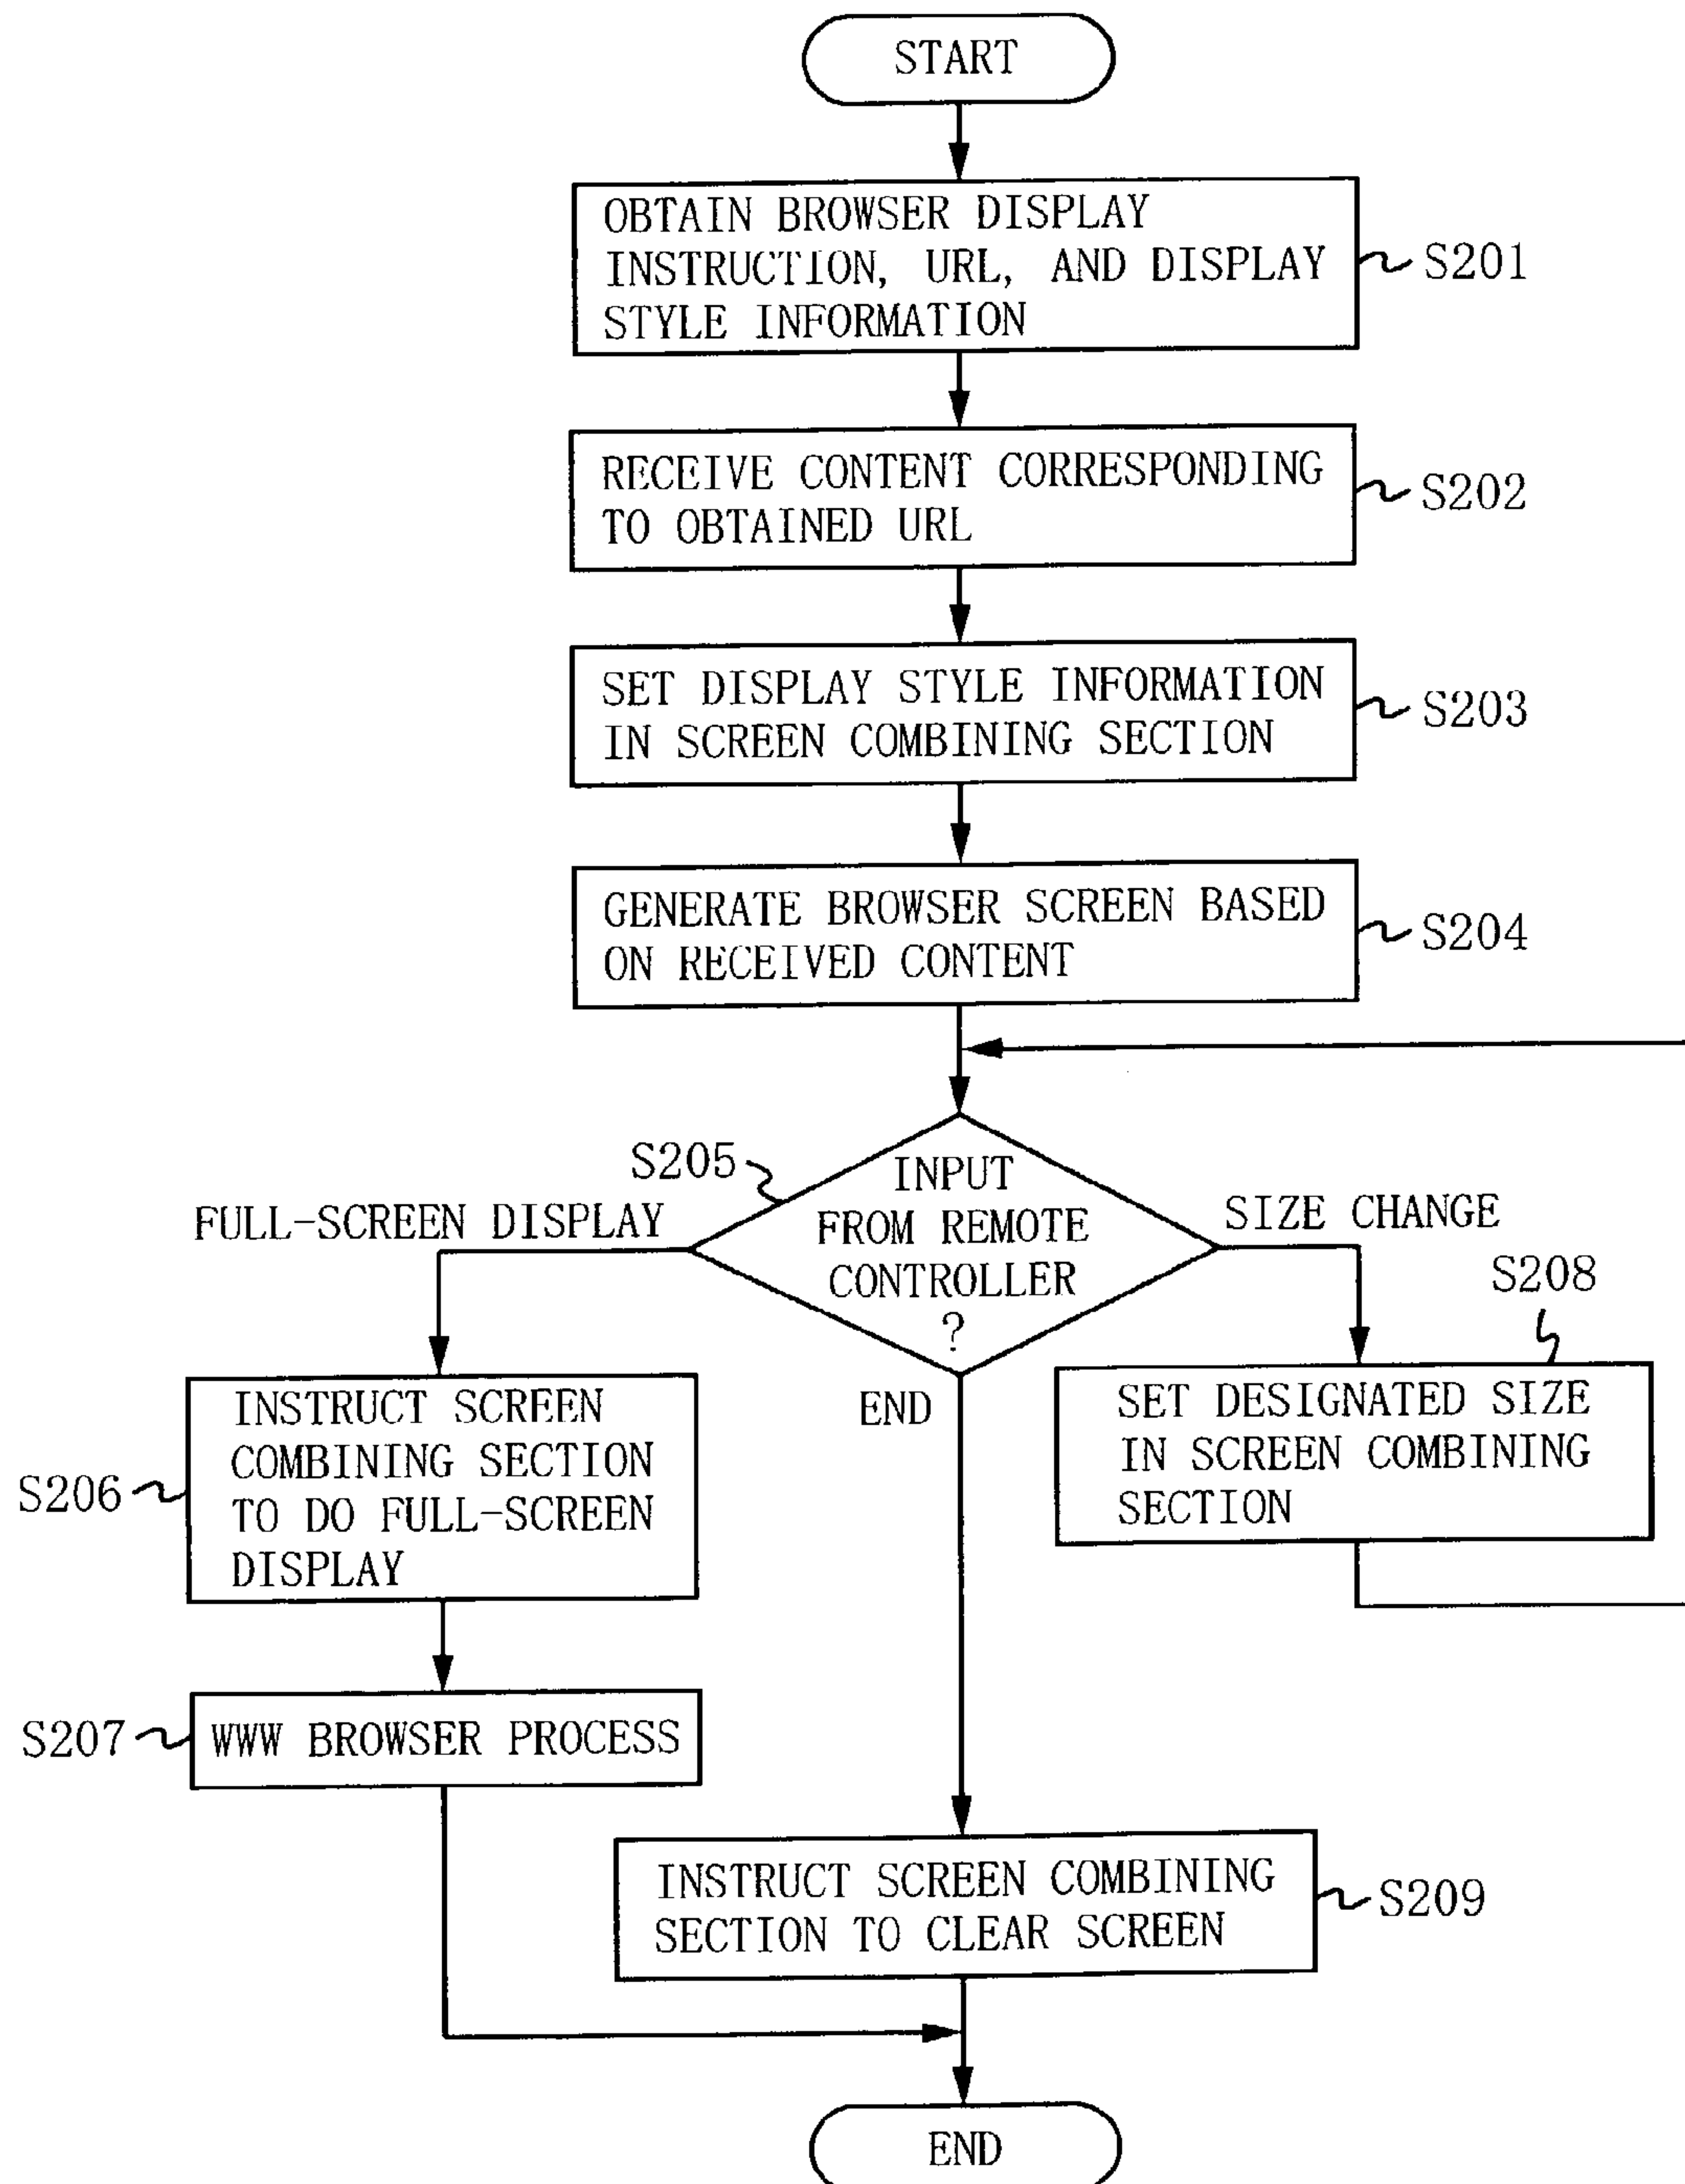 START
OBTAIN BROWSER DISPLAY
INSTRUCTION, URL, AND DISPLAY
STYLE INFORMATION
S201
RECEIVE CONTENT CORRESPONDING
TO OBTAINED URL
S202
SET DISPLAY STYLE INFORMATION
IN SCREEN COMBINING SECTION
S203
GENERATE BROWSER SCREEN BASED
ON RECEIVED CONTENT
S204
S205
INPUT
FROM REMOTE
CONTROLLER
?
FULL-SCREEN DISPLAY
SIZE CHANGE
END
S208
SET DESIGNATED SIZE
IN SCREEN COMBINING
SECTION
INSTRUCT SCREEN
COMBINING SECTION
TO DO FULL-SCREEN
DISPLAY
S206
S207
WWW BROWSER PROCESS
INSTRUCT SCREEN COMBINING
SECTION TO CLEAR SCREEN
S209
END